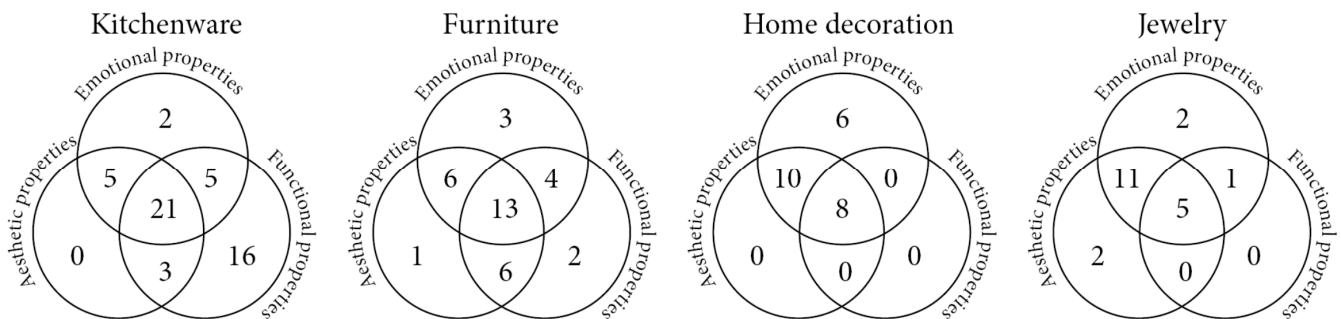 Kitchenware
Emotional properties
Aesthetic properties
Functional properties
2
5
5
21
0
3
16
Furniture
Emotional properties
Aesthetic properties
Functional properties
3
6
4
13
1
6
2
Home decoration
Emotional properties
Aesthetic properties
Functional properties
6
10
0
8
0
0
0
Jewelry
Emotional properties
Aesthetic properties
Functional properties
2
11
1
5
2
0
0